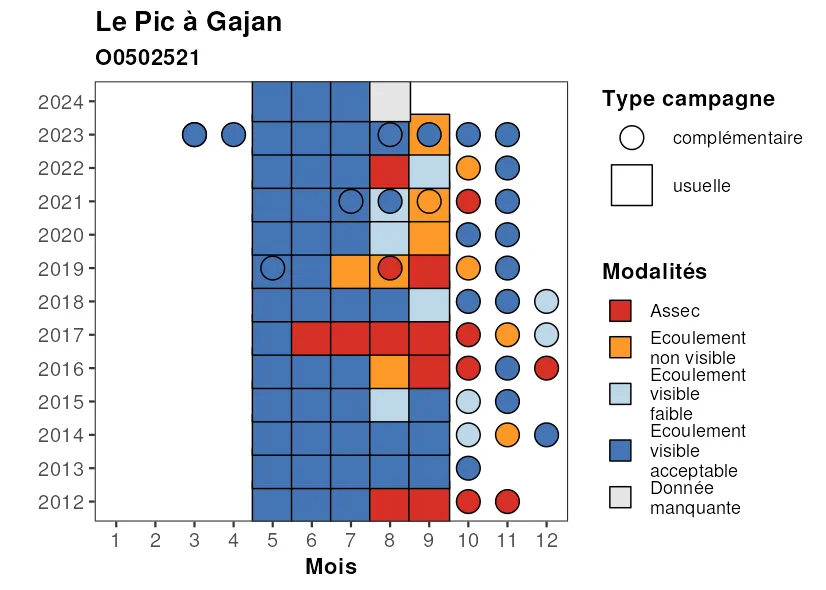 Le Pic à Gajan
O0502521
2024
2023
2022
2021
2020
2019
2018
2017
2016
2015
2014
2013
2012
1 2 3 4 5 6 7 8 9 10 11 12
Mois
Type campagne
complémentaire
usuelle
Modalités
Assec
Ecoulement
non visible
Ecoulement
visible
faible
Ecoulement
visible
acceptable
Donnée
manquante